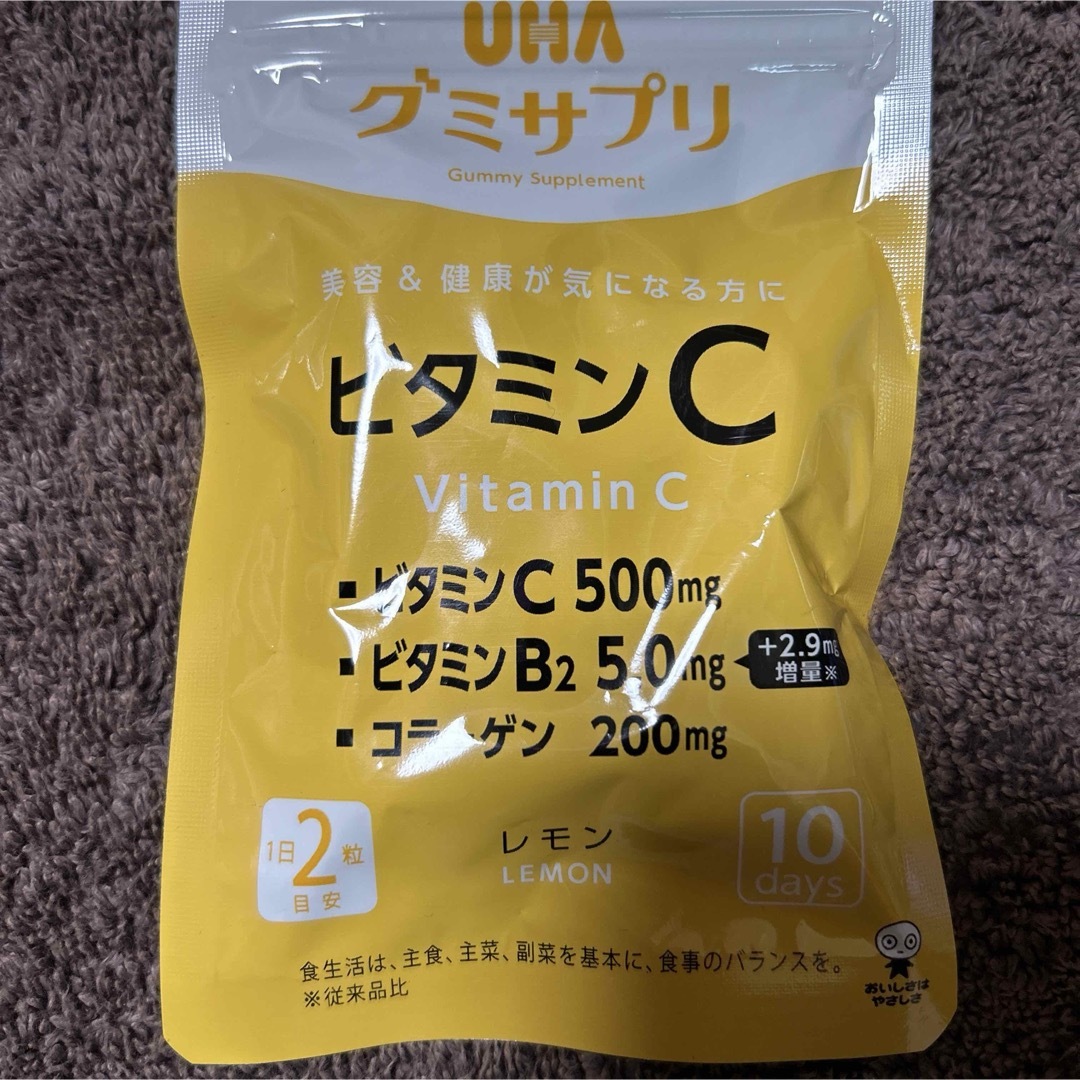 UHA
グミサプリ
Gummy Supplement
美容&健康が気になる方に
ビタミンC
Vitamin C
▪ ビタミンC 500mg
▪ ビタミンB2 5.0mg
+2.9mg
増量※
▪ コラーゲン 200mg
1日2粒
目安
レモン
LEMON
10
days
食生活は、主食、主菜、副菜を基本に、食事のバランスを。
※従来品比
おいしさは
やさしさ